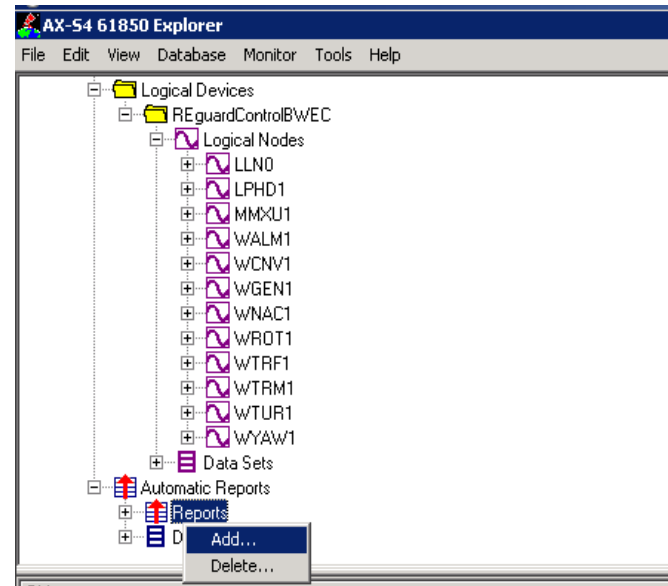 AX-S4 61850 Explorer
File Edit View Database Monitor Tools Help
Logical Devices
REguardControlBWEC
Logical Nodes
LLN0
LPHD1
MMXU1
WALM1
WCNV1
WGEN1
WNAC1
WROT1
WTRF1
WTRM1
WTUR1
WYAW1
Data Sets
Automatic Reports
Reports
D
Add...
Delete...